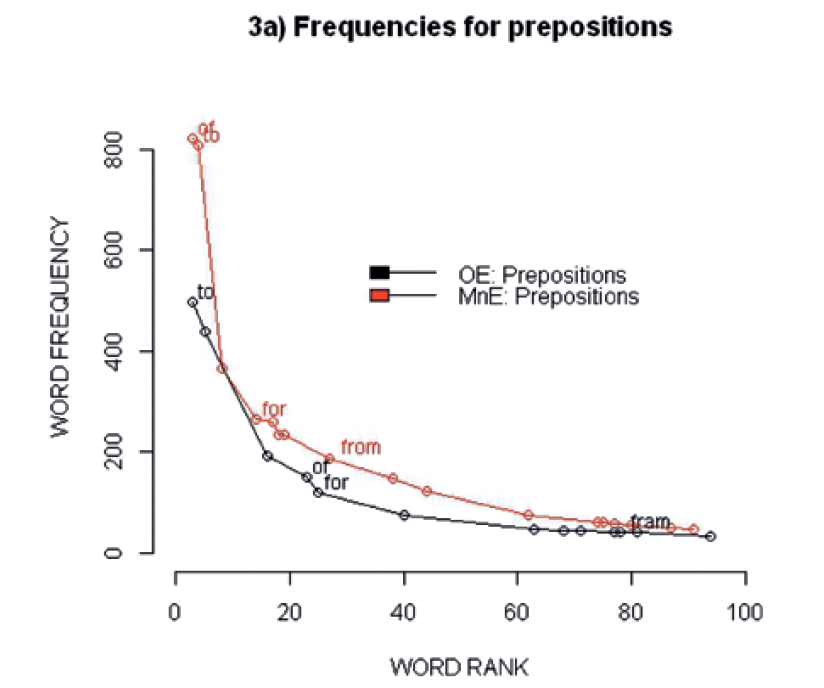 3a) Frequencies for prepositions
of
to
800
600
400
200
0
WORD FREQUENCY
to
OE: Prepositions
MnE: Prepositions
for
from
of
for
fram
0 20 40 60 80 100
WORD RANK